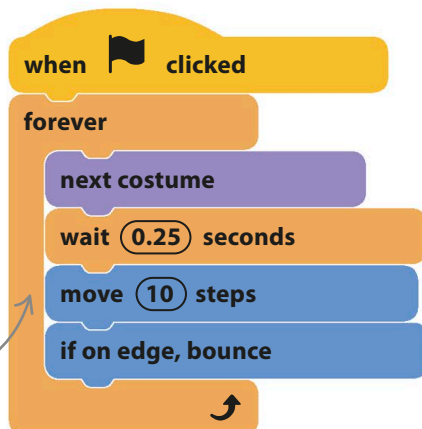 when clicked
forever
next costume
wait 0.25 seconds
move 10 steps
if on edge, bounce